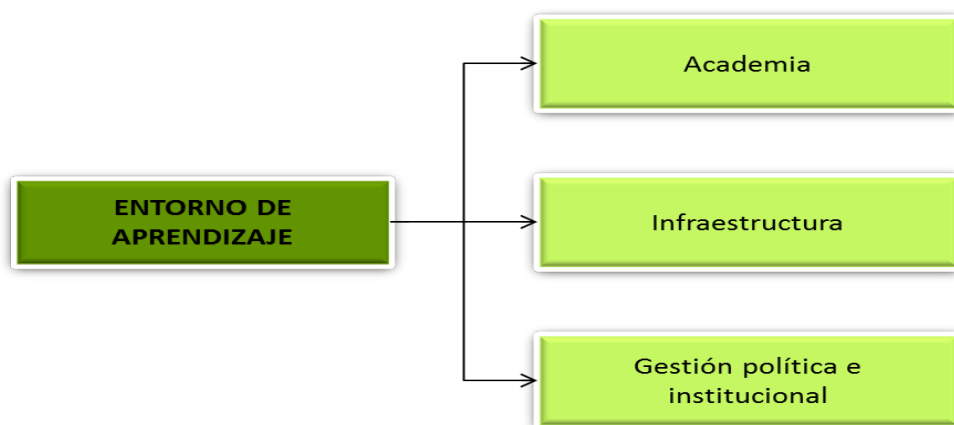 ENTORNO DE
APRENDIZAJE
Academia
Infraestructura
Gestión política e
institucional